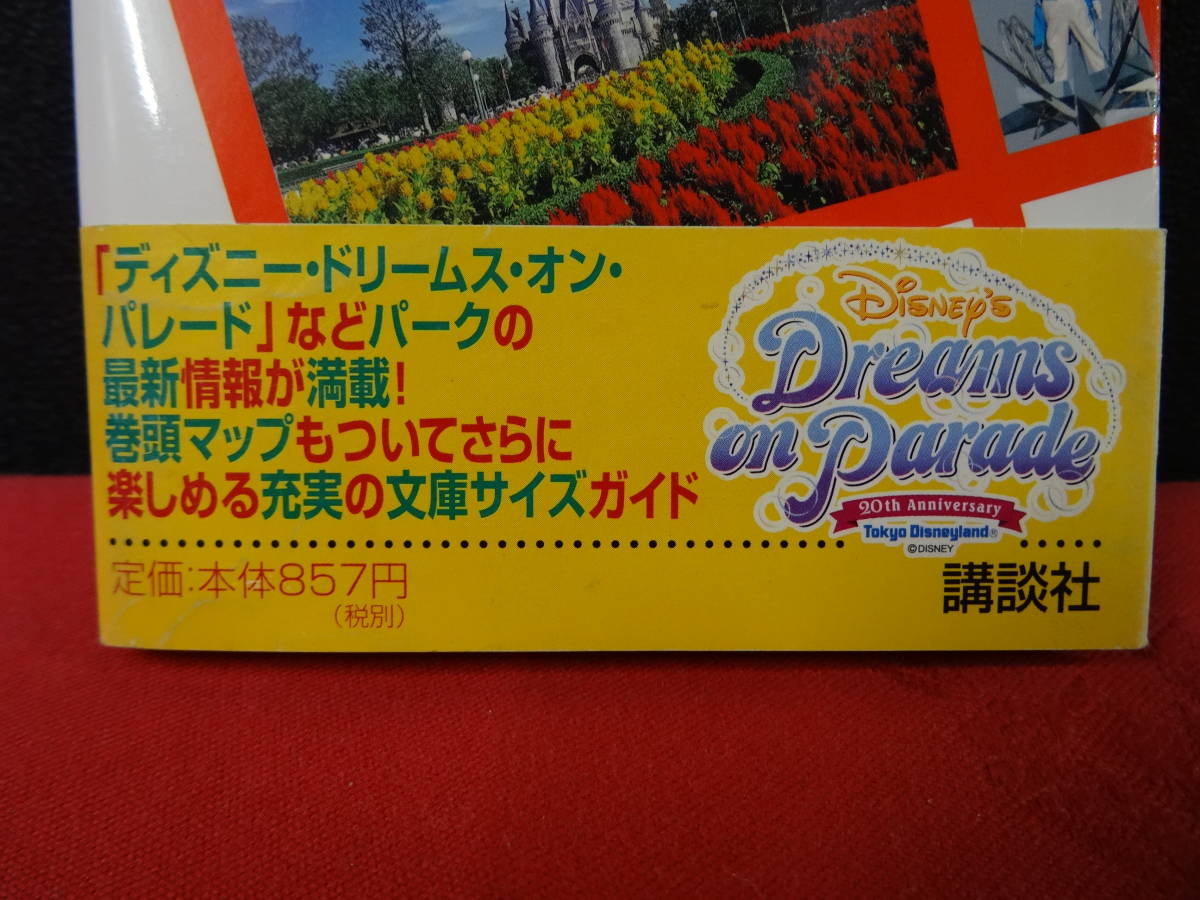 「ディズニー・ドリームス・オン・
パレード」などパークの
最新情報が満載!
巻頭マップもついてさらに
楽しめる充実の文庫サイズガイド
DISNEY'S
Dreams
on Parade
20th Anniversary
Tokyo Disneyland®
©DISNEY
定価:本体857円
(税別)
講談社